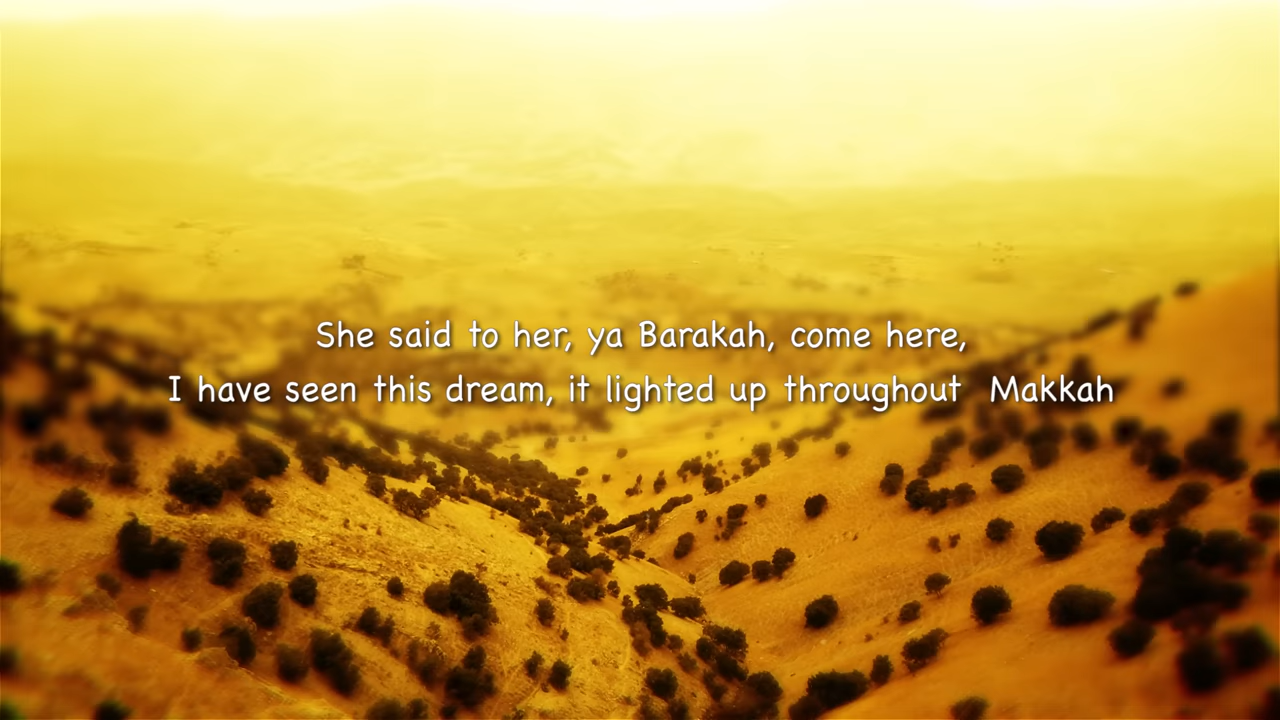 She said to her, ya Barakah, come here,
I have seen this dream, it lighted up throughout Makkah